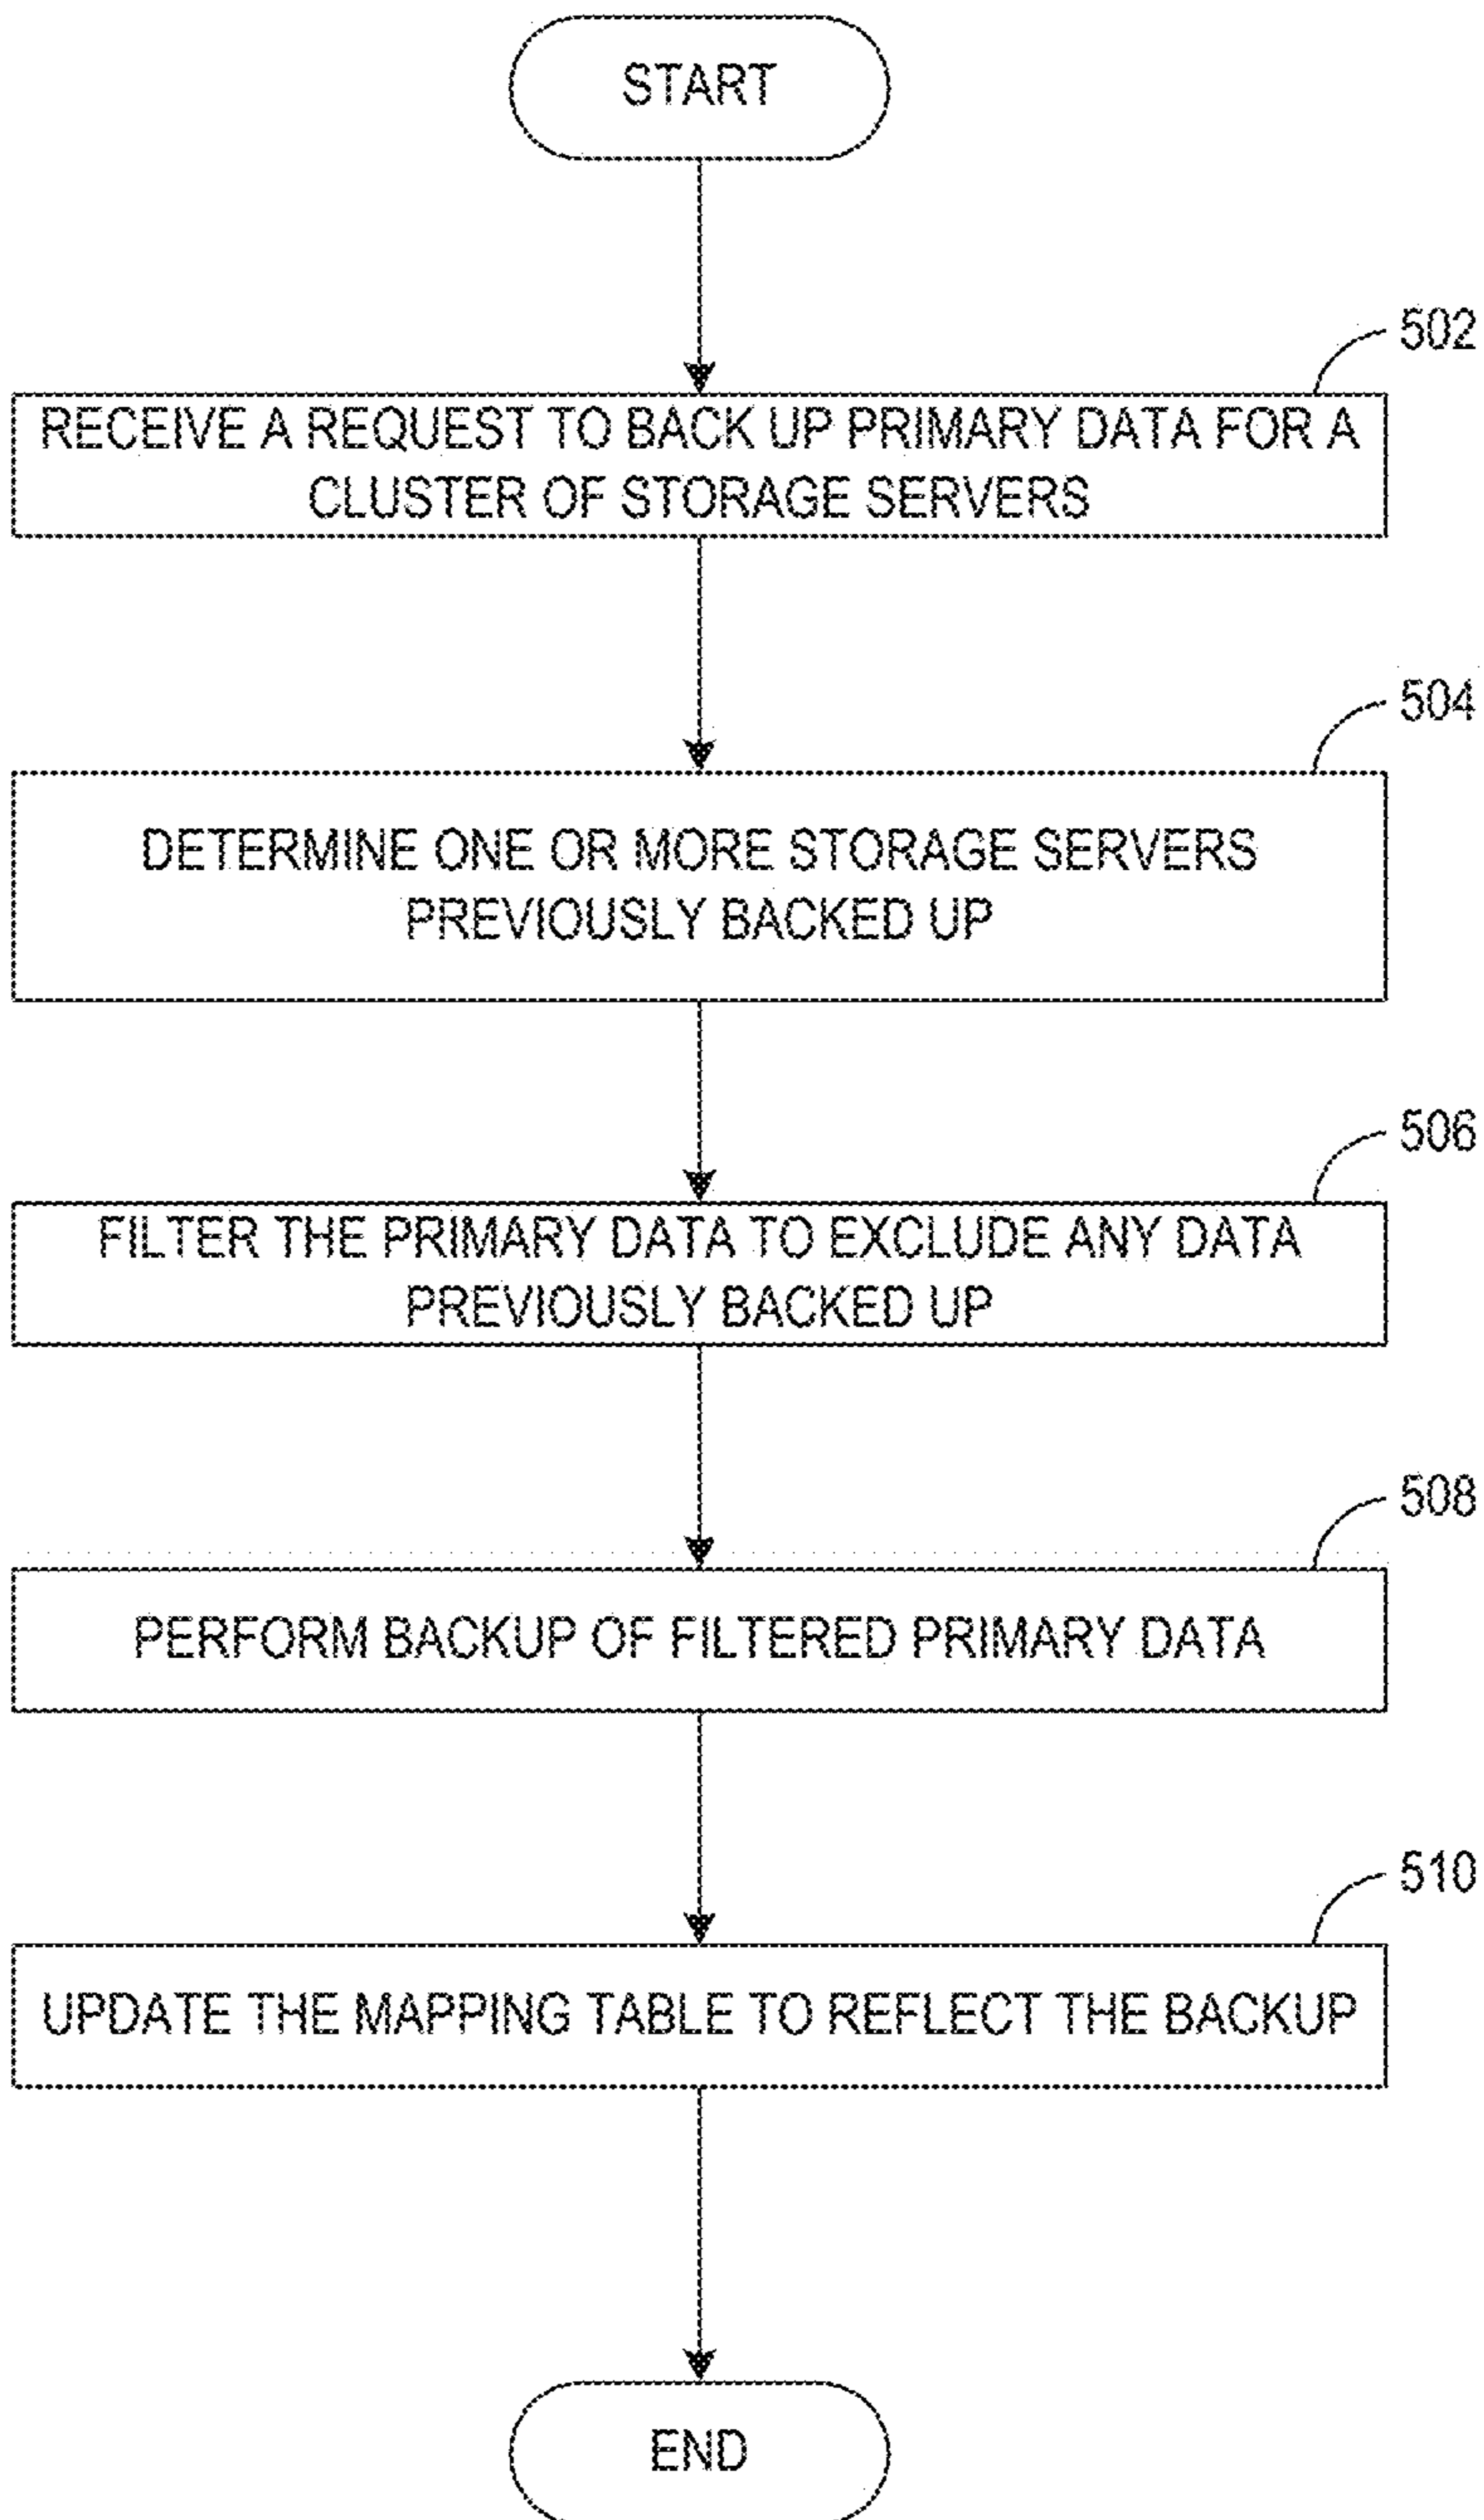 START
502
RECEIVE A REQUEST TO BACK UP PRIMARY DATA FOR A
CLUSTER OF STORAGE SERVERS
504
DETERMINE ONE OR MORE STORAGE SERVERS
PREVIOUSLY BACKED UP
506
FILTER THE PRIMARY DATA TO EXCLUDE ANY DATA
PREVIOUSLY BACKED UP
508
PERFORM BACKUP OF FILTERED PRIMARY DATA
510
UPDATE THE MAPPING TABLE TO REFLECT THE BACKUP
END